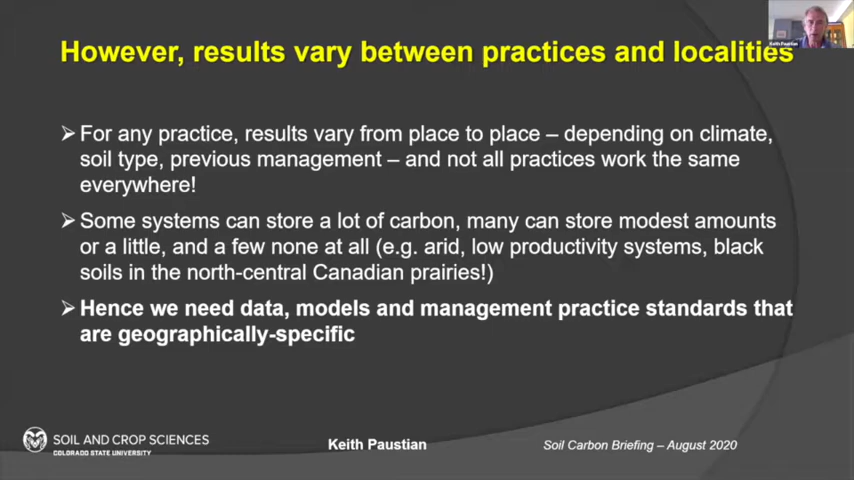 Keith Paustian
However, results vary between practices and localities
➢ For any practice, results vary from place to place – depending on climate,
soil type, previous management – and not all practices work the same
everywhere!
➢ Some systems can store a lot of carbon, many can store modest amounts
or a little, and a few none at all (e.g. arid, low productivity systems, black
soils in the north-central Canadian prairies!)
➢ Hence we need data, models and management practice standards that
are geographically-specific
SOIL AND CROP SCIENCES
COLORADO STATE UNIVERSITY
Keith Paustian
Soil Carbon Briefing – August 2020